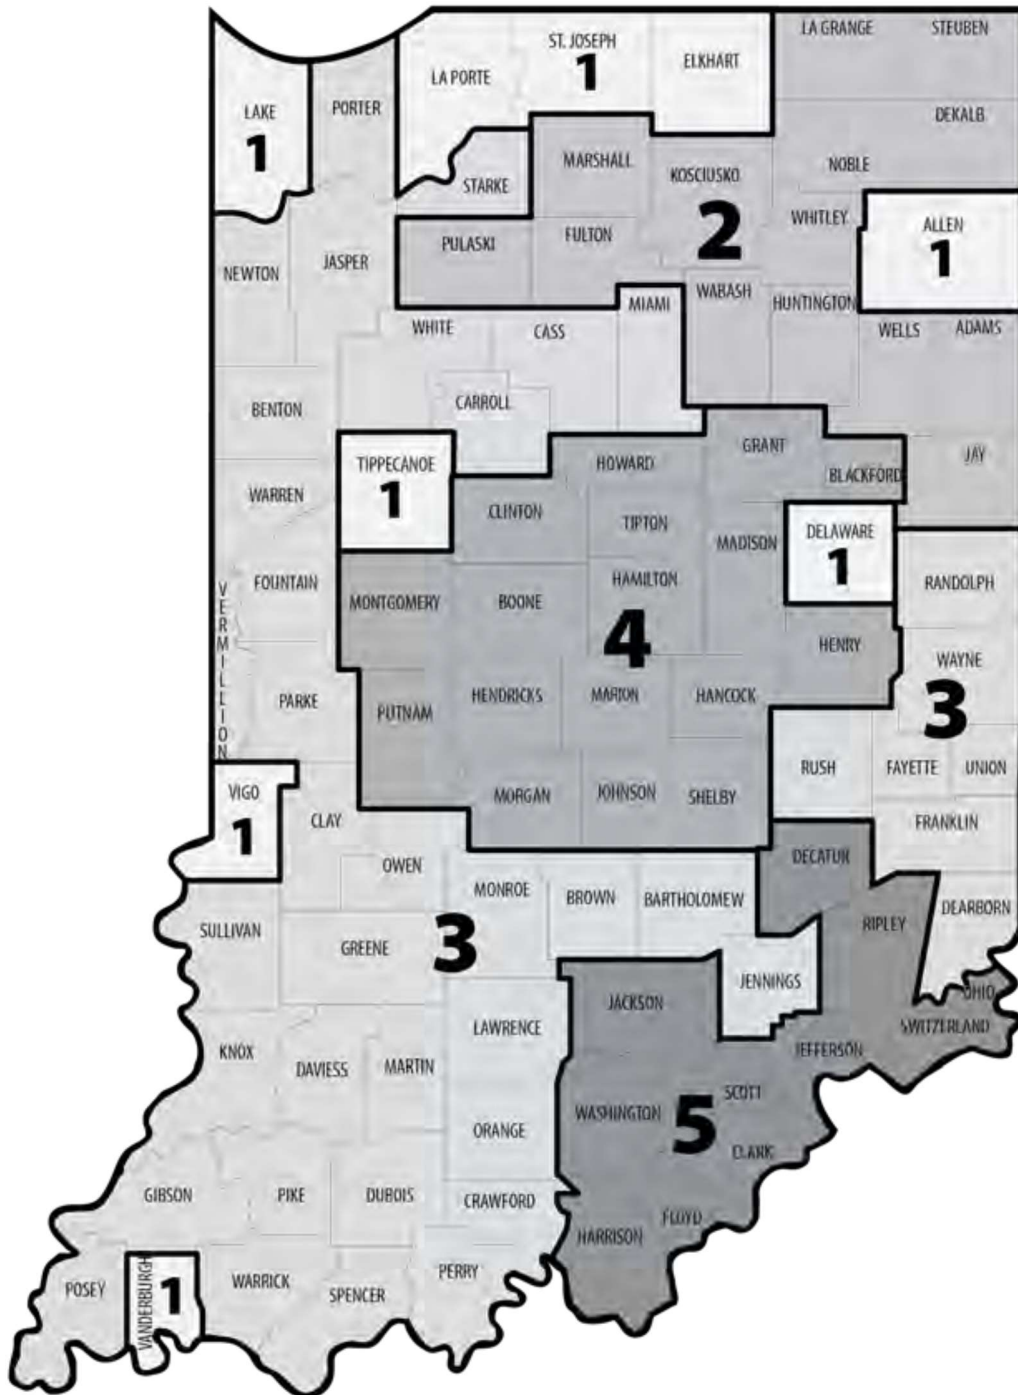 LA GRANGE
STEUBEN
ST. JOSEPH
1
ELKHART
LA PORTE
PORTER
LAKE
1
DEKALB
MARSHALL
NOBLE
KOSCIUSKO
STARKE
2
WHITLEY
ALLEN
1
PULASKI
FULTON
JASPER
NEWTON
WABASH
MIAMI
HUNTINGTON
WHITE
CASS
WELLS
ADAMS
CARROLL
BENTON
GRANT
JAY
TIPPECANOE
1
HOWARD
BLACKFORD
WARREN
CLINTON
TIPTON
MADISON
DELAWARE
1
FOUNTAIN
HAMILTON
RANDOLPH
VERMILLION
MONTGOMERY
BOONE
4
HENRY
WAYNE
3
PARKE
PUTNAM
HENDRICKS
MARION
HANCOCK
RUSH
FAYETTE
UNION
VIGO
1
MORGAN
JOHNSON
SHELBY
CLAY
FRANKLIN
DECATUR
OWEN
MONROE
BROWN
BARTHOLOMEW
DEARBORN
SULLIVAN
GREENE
3
RIPLEY
JENNINGS
OHIO
JACKSON
SWITZERLAND
LAWRENCE
KNOX
DAVIESS
MARTIN
JEFFERSON
SCOTT
WASHINGTON
5
ORANGE
CLARK
GIBSON
PIKE
DUBOIS
CRAWFORD
FLOYD
HARRISON
PERRY
POSEY
VANDERBURGH
1
WARRICK
SPENCER